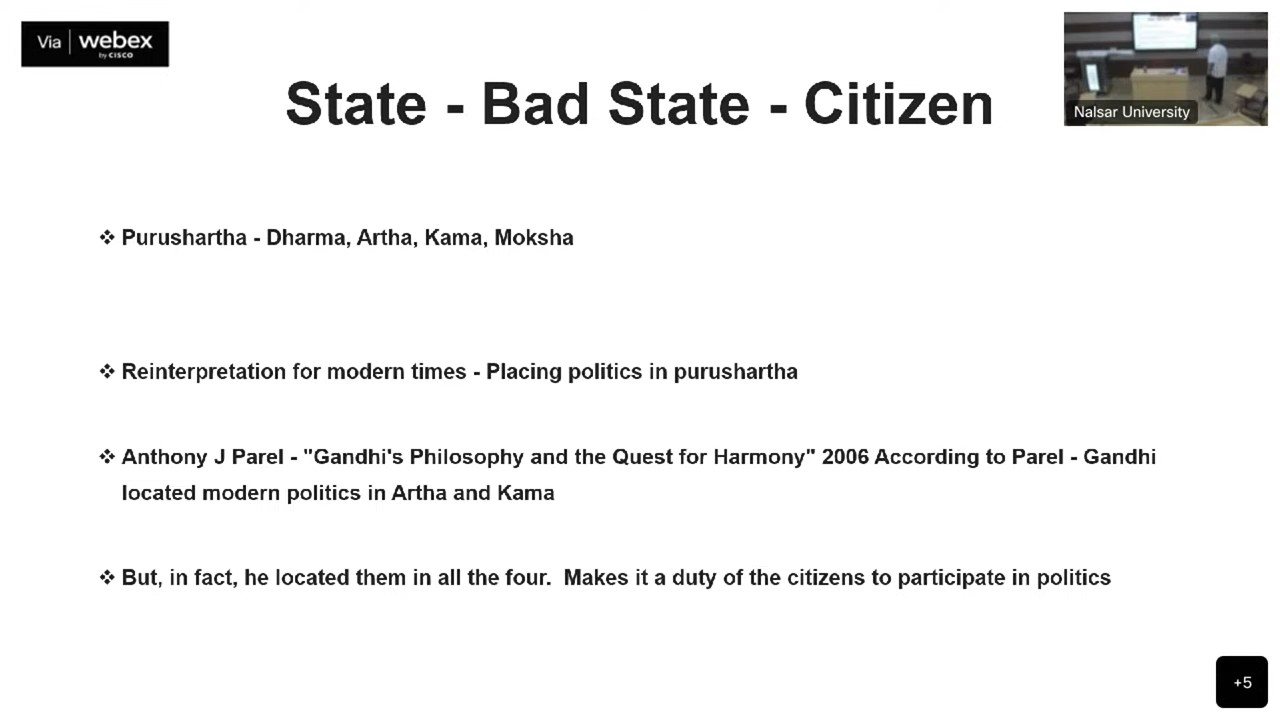 Via webex
by CISCO
Nalsar University
State - Bad State - Citizen
❖ Purushartha - Dharma, Artha, Kama, Moksha
❖ Reinterpretation for modern times - Placing politics in purushartha
❖ Anthony J Parel - "Gandhi's Philosophy and the Quest for Harmony" 2006 According to Parel - Gandhi
located modern politics in Artha and Kama
❖ But, in fact, he located them in all the four.  Makes it a duty of the citizens to participate in politics
+5